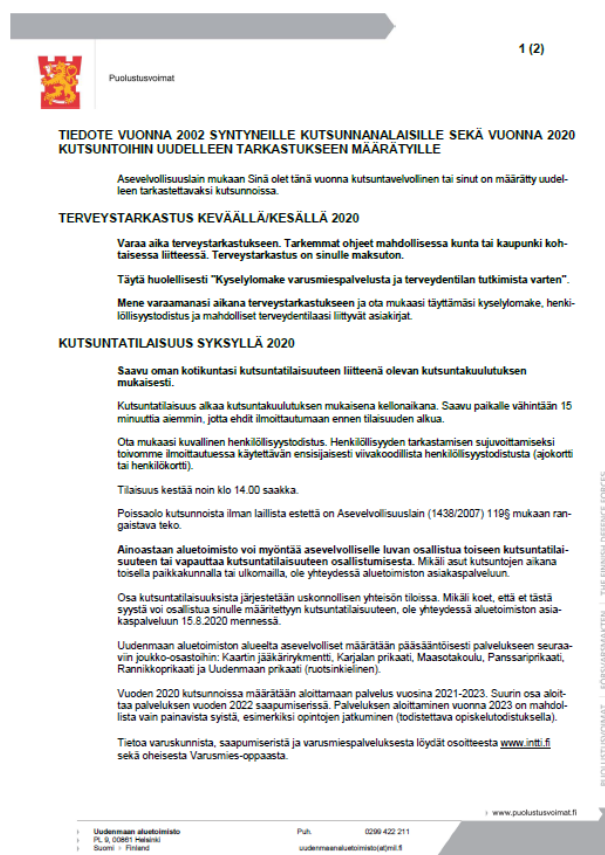 1 (2)
Puolustusvoimat
TIEDOTE VUONNA 2002 SYNTYNEILLE KUTSUNNANALAISILLE SEKÄ VUONNA 2020
KUTSUNTOIHIN UUDELLEEN TARKASTUKSEEN MÄÄRÄTYILLE
Asevelvollisuuslain mukaan Sinä olet tänä vuonna kutsuntavelvollinen tai sinut on määrätty uudel-
leen tarkastettavaksi kutsunnoissa.
TERVEYSTARKASTUS KEVÄÄLLÄ/KESÄLLÄ 2020
Varaa aika terveystarkastukseen. Tarkemmat ohjeet mahdollisessa kunta tai kaupunki koh-
taisessa liitteessä. Terveystarkastus on sinulle maksuton.
Täytä huolellisesti "Kyselylomake varusmiespalvelusta ja terveydentilan tutkimista varten".
Mene varaamanasi aikana terveystarkastukseen ja ota mukaasi täyttämäsi kyselylomake, henki-
löllisyystodistus ja mahdolliset terveydentilaasi liittyvät asiakirjat.
KUTSUNTATILAISUUS SYKSYLLÄ 2020
Saavu oman kotikuntasi kutsuntatilaisuuteen liitteenä olevan kutsuntakuulutuksen
mukaisesti.
Kutsuntatilaisuus alkaa kutsuntakuulutuksen mukaisena kellonaikana. Saavu paikalle vähintään 15
minuuttia aiemmin, jotta ehdit ilmoittautumaan ennen tilaisuuden alkua.
Ota mukaasi kuvallinen henkilöllisyystodistus. Henkilöllisyyden tarkastamisen sujuvoittamiseksi
toivomme ilmoittautuessa käytettävän ensisijaisesti viivakoodillista henkilöllisyystodistusta (ajokortti
tai henkilökortti).
Tilaisuus kestää noin klo 14.00 saakka.
Poissaolo kutsunnoista ilman laillista estettä on Asevelvollisuuslain (1438/2007) 119§ mukaan ran-
gaistava teko.
Ainoastaan aluetoimisto voi myöntää asevelvolliselle luvan osallistua toiseen kutsuntatilai-
suuteen tai vapauttaa kutsuntatilaisuuteen osallistumisesta. Mikäli asut kutsuntojen aikana
toisella paikkakunnalla tai ulkomailla, ole yhteydessä aluetoimiston asiakaspalveluun.
Osa kutsuntatilaisuuksista järjestetään uskonnollisen yhteisön tiloissa. Mikäli koet, että et tästä
syystä voi osallistua sinulle määritettyyn kutsuntatilaisuuteen, ole yhteydessä aluetoimiston asia-
kaspalveluun 15.8.2020 mennessä.
Uudenmaan aluetoimiston alueelta asevelvolliset määrätään pääsääntöisesti palvelukseen seuraa-
viin joukko-osastoihin: Kaartin jääkärirykmentti, Karjalan prikaati, Maasotakoulu, Panssariprikaati,
Rannikkoprikaati ja Uudenmaan prikaati (ruotsinkielinen).
Vuoden 2020 kutsunnoissa määrätään aloittamaan palvelus vuosina 2021-2023. Suurin osa aloit-
taa palveluksen vuoden 2022 saapumiserissä. Palveluksen aloittaminen vuonna 2023 on mahdol-
lista vain painavista syistä, esimerkiksi opintojen jatkuminen (todistettava opiskelutodistuksella).
Tietoa varuskunnista, saapumiseristä ja varusmiespalveluksesta löydät osoitteesta www.intti.fi
sekä oheisesta Varusmies-oppaasta.
PUOLUSTUSVOIMAT | FÖRSVARSMAKTEN | THE FINNISH DEFENCE FORCES
www.puolustusvoimat.fi
Uudenmaan aluetoimisto Puh. 0299 422 211
PL 9, 00861 Helsinki
Suomi Finland uudenmaanaluetoimisto(at)mil.fi